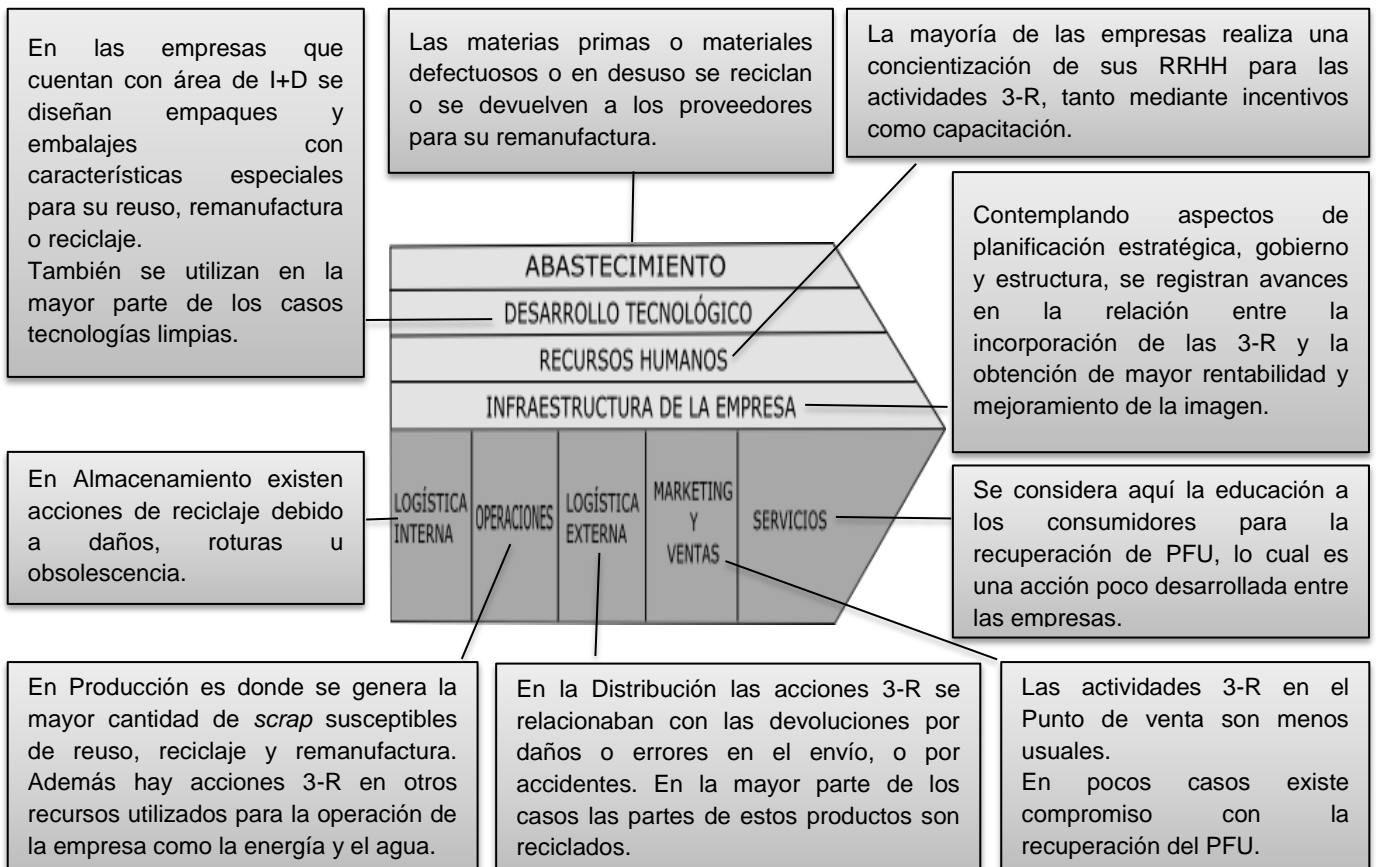 En las empresas que
cuentan con área de I+D se
diseñan empaques y
embalajes con
características especiales
para su reuso, remanufactura
o reciclaje.
También se utilizan en la
mayor parte de los casos
tecnologías limpias.
Las materias primas o materiales
defectuosos o en desuso se reciclan
o se devuelven a los proveedores
para su remanufactura.
La mayoría de las empresas realiza una
concientización de sus RRHH para las
actividades 3-R, tanto mediante incentivos
como capacitación.
Contemplando aspectos de
planificación estratégica, gobierno
y estructura, se registran avances
en la relación entre la
incorporación de las 3-R y la
obtención de mayor rentabilidad y
mejoramiento de la imagen.
ABASTECIMIENTO
DESARROLLO TECNOLÓGICO
RECURSOS HUMANOS
INFRAESTRUCTURA DE LA EMPRESA
En Almacenamiento existen
acciones de reciclaje debido
a daños, roturas u
obsolescencia.
LOGÍSTICA
INTERNA
OPERACIONES
LOGÍSTICA
EXTERNA
MARKETING
Y
VENTAS
SERVICIOS
Se considera aquí la educación a
los consumidores para la
recuperación de PFU, lo cual es
una acción poco desarrollada entre
las empresas.
En Producción es donde se genera la
mayor cantidad de scrap susceptibles
de reuso, reciclaje y remanufactura.
Además hay acciones 3-R en otros
recursos utilizados para la operación de
la empresa como la energía y el agua.
En la Distribución las acciones 3-R se
relacionaban con las devoluciones por
daños o errores en el envío, o por
accidentes. En la mayor parte de los
casos las partes de estos productos son
reciclados.
Las actividades 3-R en el
Punto de venta son menos
usuales.
En pocos casos existe
compromiso con la
recuperación del PFU.